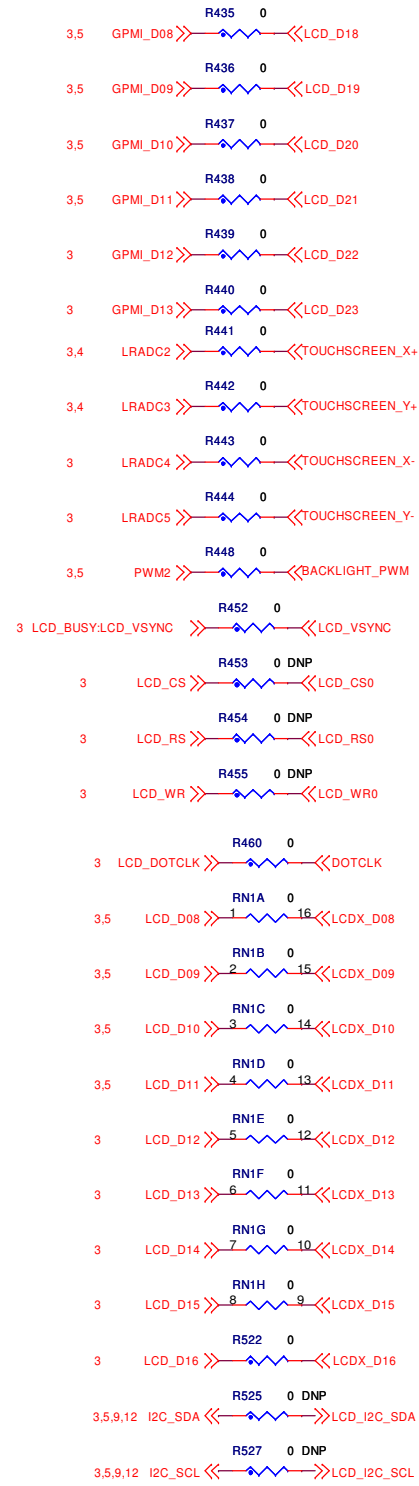 R435 0
3,5 GPMI_D08 LCD_D18
R436 0
3,5 GPMI_D09 LCD_D19
R437 0
3,5 GPMI_D10 LCD_D20
R438 0
3,5 GPMI_D11 LCD_D21
R439 0
3 GPMI_D12 LCD_D22
R440 0
3 GPMI_D13 LCD_D23
R441 0
3,4 LRADC2 TOUCHSCREEN_X+
R442 0
3,4 LRADC3 TOUCHSCREEN_Y+
R443 0
3 LRADC4 TOUCHSCREEN_X-
R444 0
3 LRADC5 TOUCHSCREEN_Y-
R448 0
3,5 PWM2 BACKLIGHT_PWM
R452 0
3 LCD_BUSY:LCD_VSYNC LCD_VSYNC
R453 0 DNP
3 LCD_CS LCD_CS0
R454 0 DNP
3 LCD_RS LCD_RS0
R455 0 DNP
3 LCD_WR LCD_WR0
R460 0
3 LCD_DOTCLK DOTCLK
RN1A 0
3,5 LCD_D08 1 16 LCDX_D08
RN1B 0
3,5 LCD_D09 2 15 LCDX_D09
RN1C 0
3,5 LCD_D10 3 14 LCDX_D10
RN1D 0
3,5 LCD_D11 4 13 LCDX_D11
RN1E 0
3 LCD_D12 5 12 LCDX_D12
RN1F 0
3 LCD_D13 6 11 LCDX_D13
RN1G 0
3 LCD_D14 7 10 LCDX_D14
RN1H 0
3 LCD_D15 8 9 LCDX_D15
R522 0
3 LCD_D16 LCDX_D16
R525 0 DNP
3,5,9,12 I2C_SDA LCD_I2C_SDA
R527 0 DNP
3,5,9,12 I2C_SCL LCD_I2C_SCL